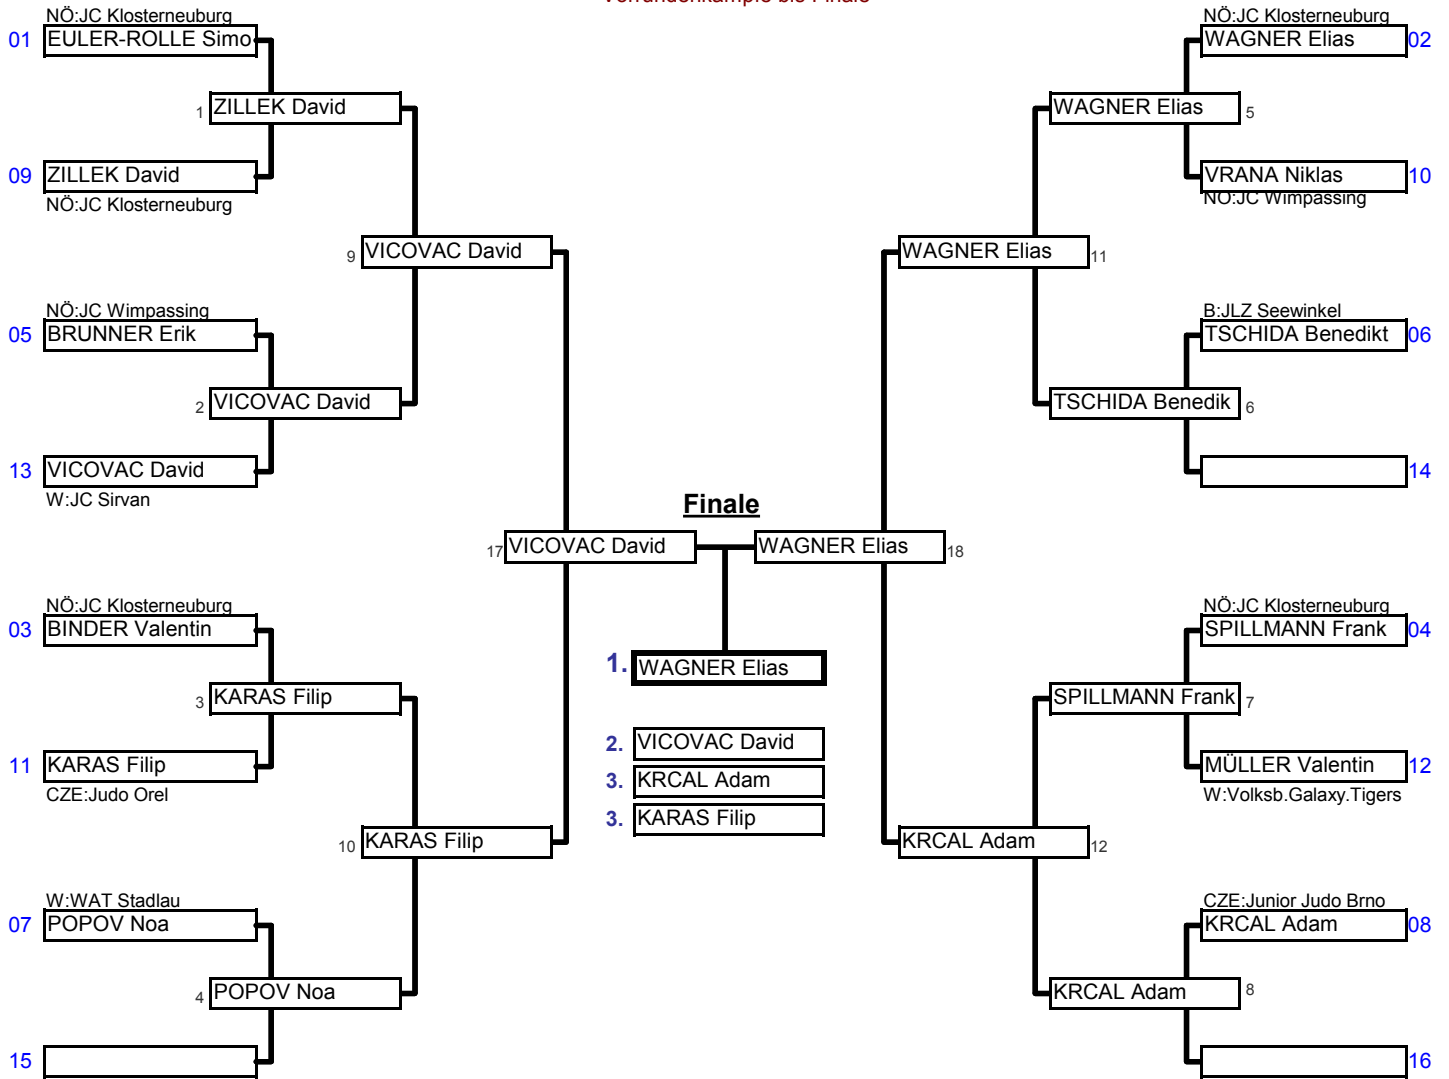 Vorrundenkämpfe bis Finale
NÖ:JC Klosterneuburg
01 EULER-ROLLE Simo
1 ZILLEK David
09 ZILLEK David
NÖ:JC Klosterneuburg
9 VICOVAC David
NÖ:JC Wimpassing
05 BRUNNER Erik
2 VICOVAC David
13 VICOVAC David
W:JC Sirvan
17 VICOVAC David
NÖ:JC Klosterneuburg
03 BINDER Valentin
3 KARAS Filip
11 KARAS Filip
CZE:Judo Orel
10 KARAS Filip
W:WAT Stadlau
07 POPOV Noa
4 POPOV Noa
15
Finale
1. WAGNER Elias
2. VICOVAC David
3. KRCAL Adam
3. KARAS Filip
NÖ:JC Klosterneuburg
WAGNER Elias 02
WAGNER Elias 5
VRANA Niklas 10
NÖ:JC Wimpassing
WAGNER Elias 11
B:JLZ Seewinkel
TSCHIDA Benedikt 06
TSCHIDA Benedik 6
14
WAGNER Elias 18
NÖ:JC Klosterneuburg
SPILLMANN Frank 04
SPILLMANN Frank 7
MÜLLER Valentin 12
W:Volksb.Galaxy.Tigers
KRCAL Adam 12
CZE:Junior Judo Brno
KRCAL Adam 08
KRCAL Adam 8
16